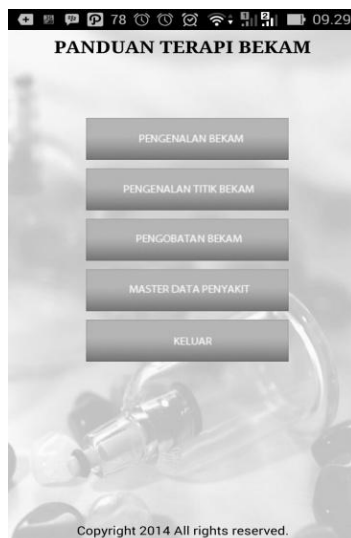 78 09.29
PANDUAN TERAPI BEKAM
PENGENALAN BEKAM
PENGENALAN TITIK BEKAM
PENGOBATAN BEKAM
MASTER DATA PENYAKIT
KELUAR
Copyright 2014 All rights reserved.